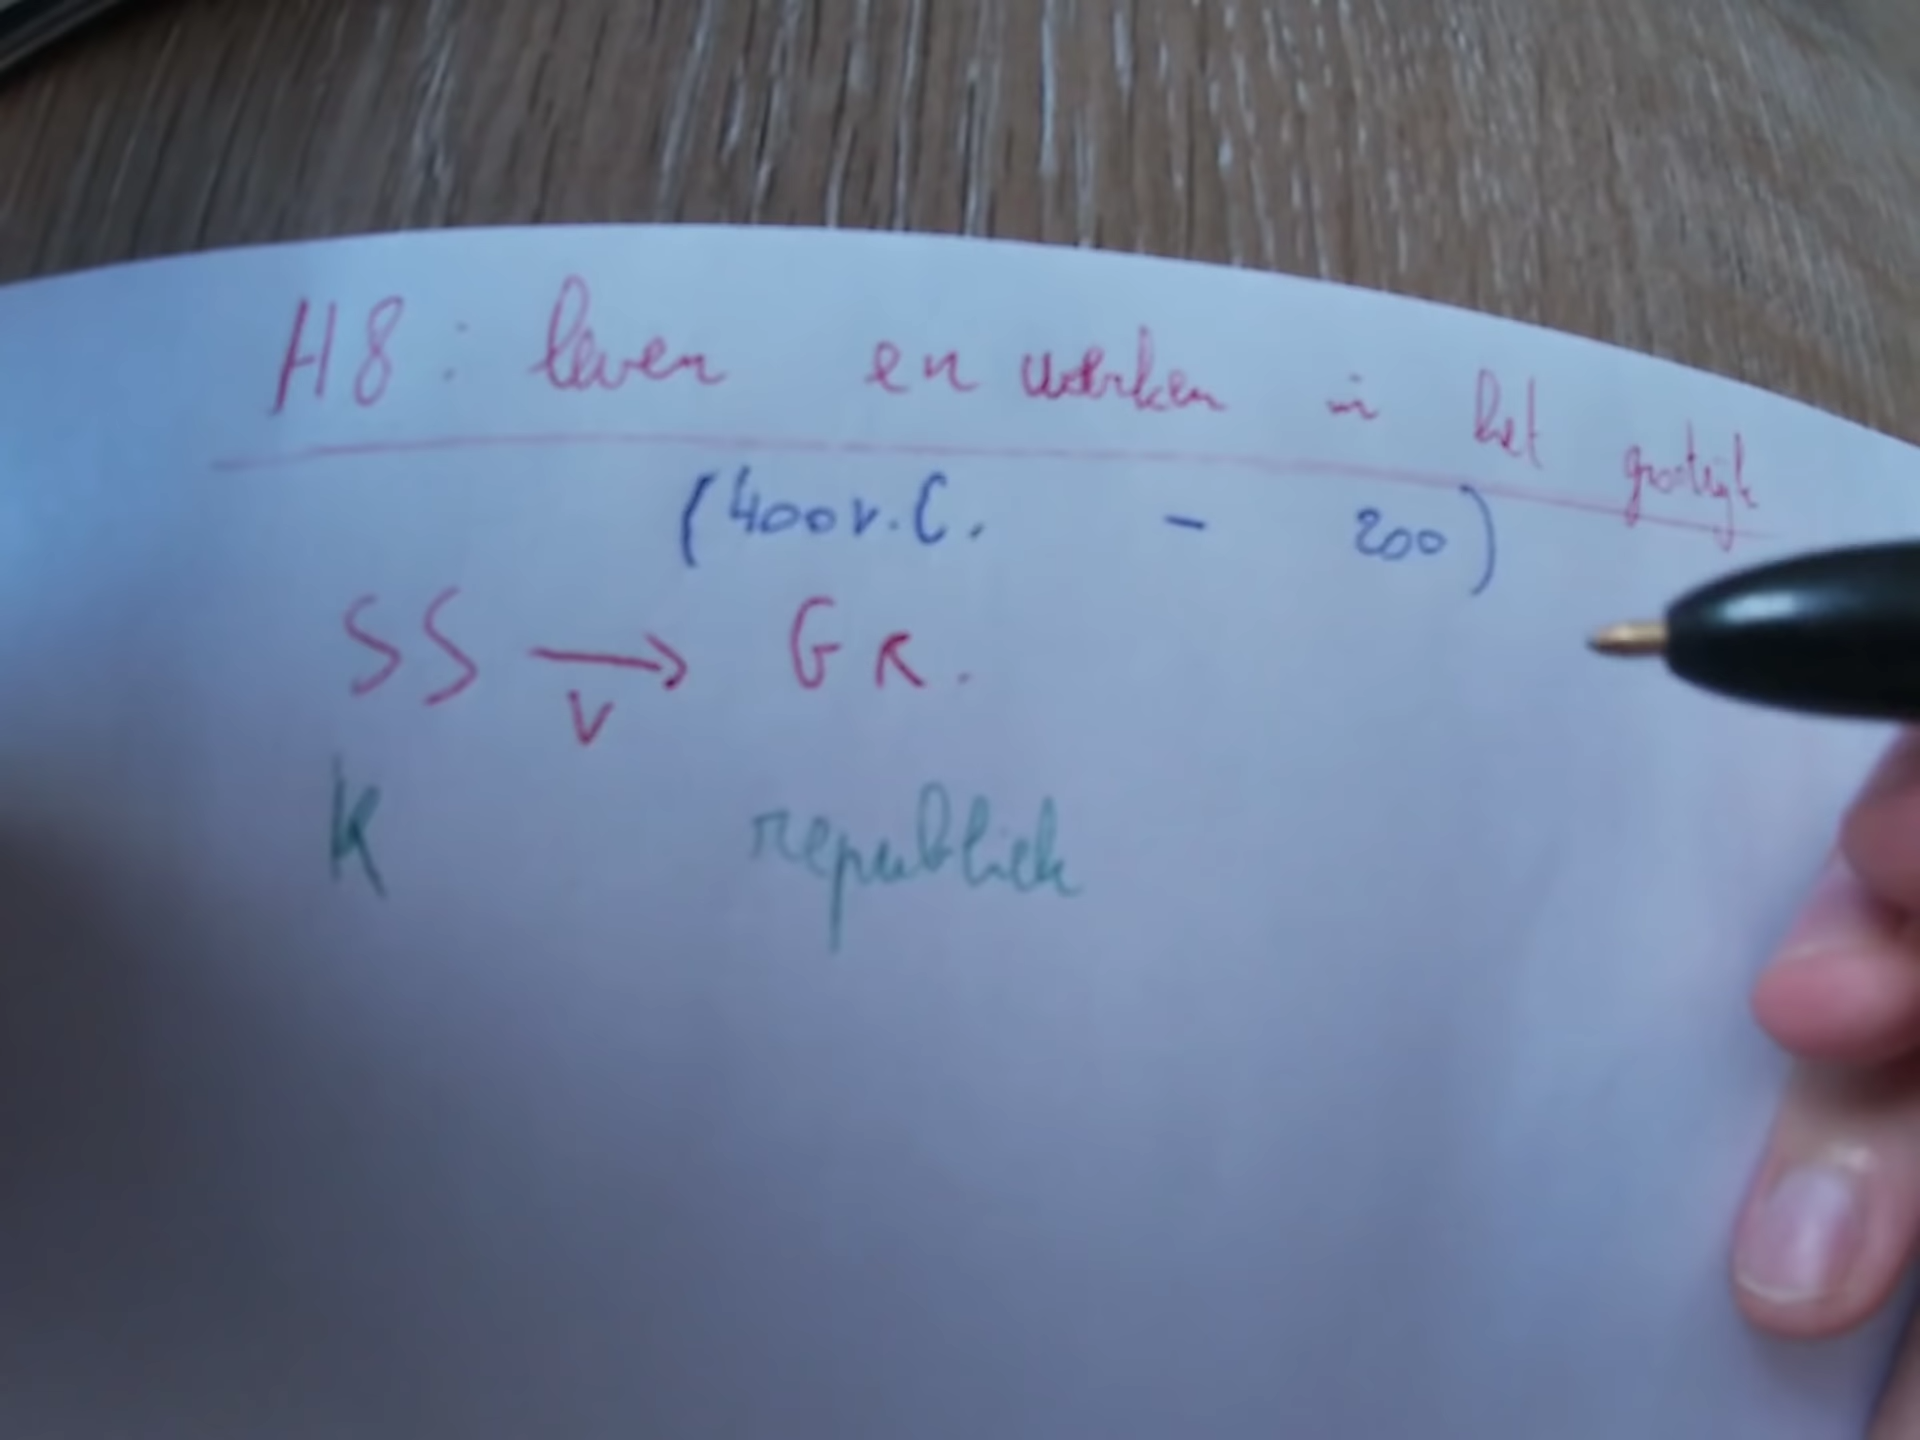 H8: leven en werken in het grootrijk
(400 v.C. - 200)
SS → GR.
V
K republiek